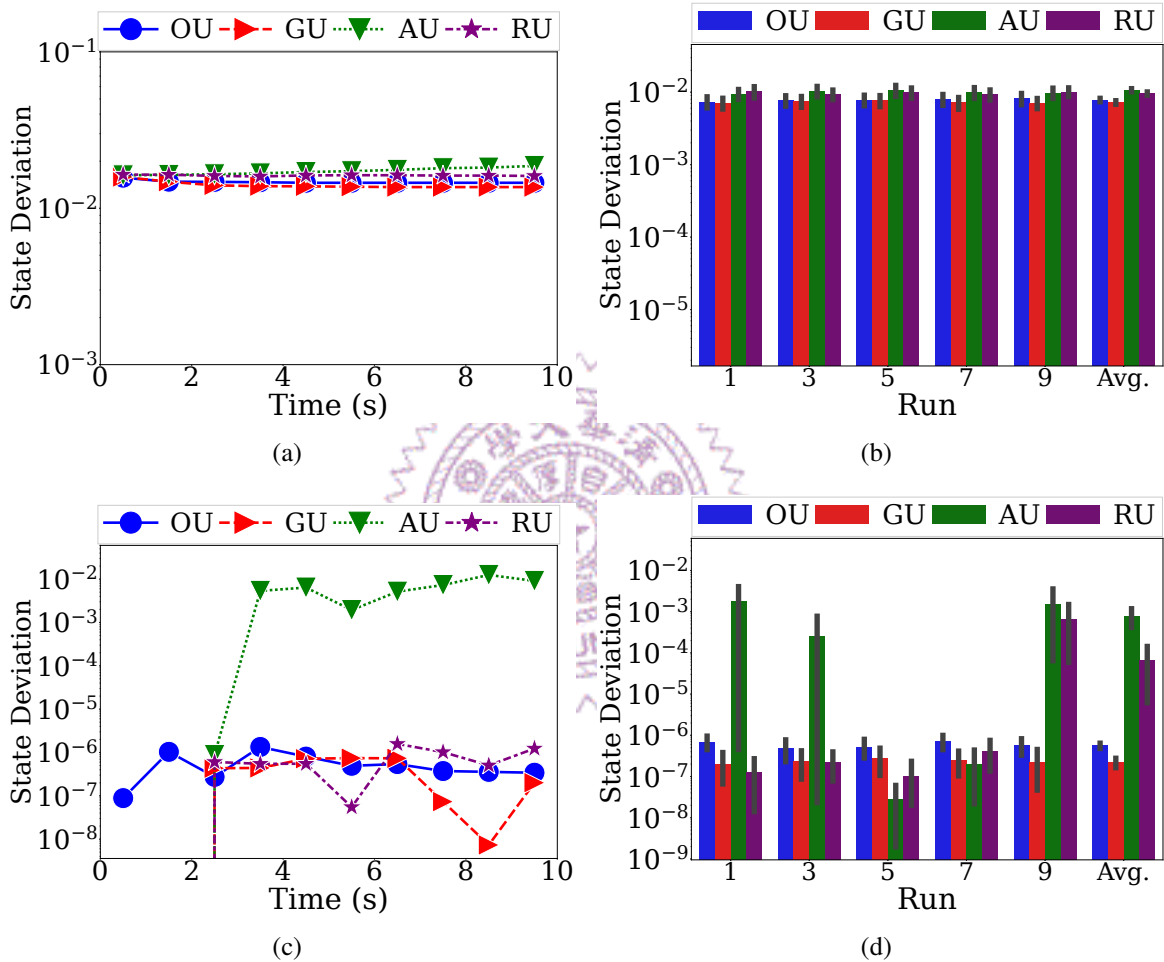 OU GU AU RU
State Deviation
10⁻¹
10⁻²
10⁻³
0 2 4 6 8 10
Time (s)
(a)
OU GU AU RU
State Deviation
10⁻²
10⁻³
10⁻⁴
10⁻⁵
1 3 5 7 9 Avg.
Run
(b)
OU GU AU RU
State Deviation
10⁻²
10⁻³
10⁻⁴
10⁻⁵
10⁻⁶
10⁻⁷
10⁻⁸
0 2 4 6 8 10
Time (s)
(c)
OU GU AU RU
State Deviation
10⁻²
10⁻³
10⁻⁴
10⁻⁵
10⁻⁶
10⁻⁷
10⁻⁸
10⁻⁹
1 3 5 7 9 Avg.
Run
(d)